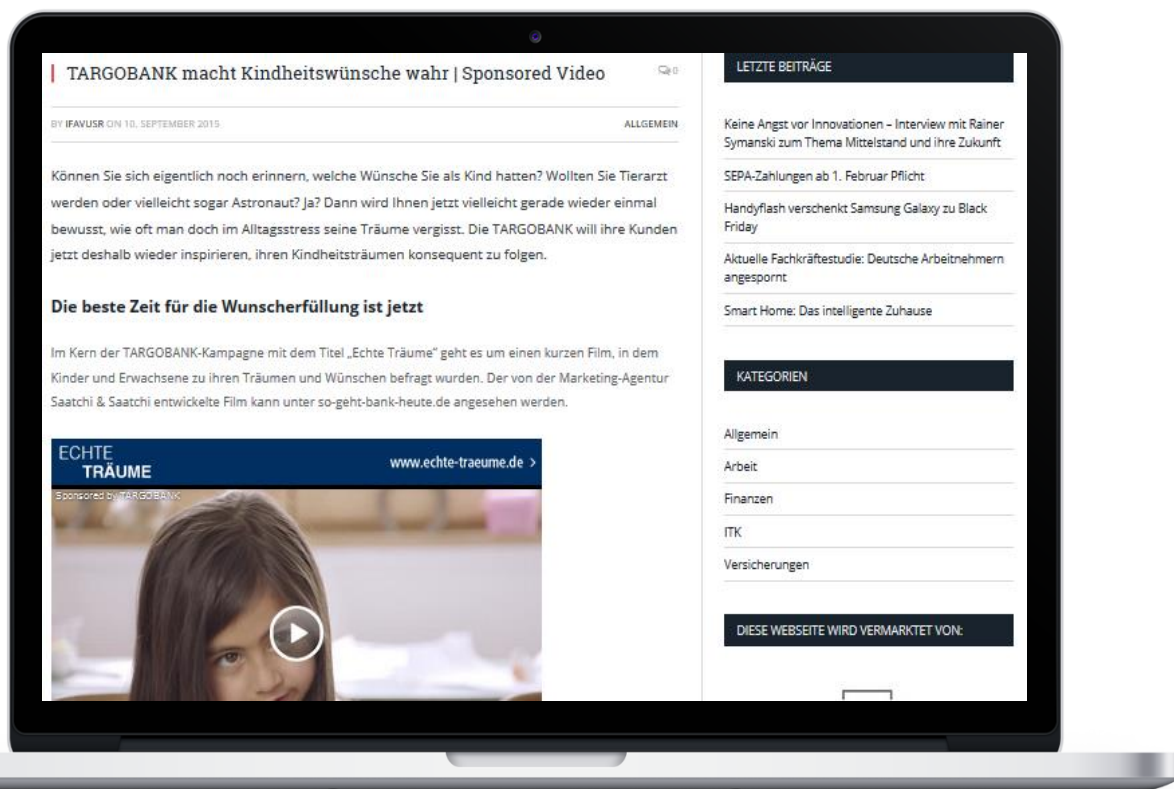 TARGOBANK macht Kindheitswünsche wahr | Sponsored Video
0
BY IFAVUSR ON 10. SEPTEMBER 2015
ALLGEMEIN
Können Sie sich eigentlich noch erinnern, welche Wünsche Sie als Kind hatten? Wollten Sie Tierarzt
werden oder vielleicht sogar Astronaut? Ja? Dann wird Ihnen jetzt vielleicht gerade wieder einmal
bewusst, wie oft man doch im Alltagsstress seine Träume vergisst. Die TARGOBANK will ihre Kunden
jetzt deshalb wieder inspirieren, ihren Kindheitsträumen konsequent zu folgen.
Die beste Zeit für die Wunscherfüllung ist jetzt
Im Kern der TARGOBANK-Kampagne mit dem Titel „Echte Träume“ geht es um einen kurzen Film, in dem
Kinder und Erwachsene zu ihren Träumen und Wünschen befragt wurden. Der von der Marketing-Agentur
Saatchi & Saatchi entwickelte Film kann unter so-geht-bank-heute.de angesehen werden.
ECHTE
TRÄUME
www.echte-traeume.de >
Sponsored by TARGOBANK
LETZTE BEITRÄGE
Keine Angst vor Innovationen – Interview mit Rainer
Symanski zum Thema Mittelstand und ihre Zukunft
SEPA-Zahlungen ab 1. Februar Pflicht
Handyflash verschenkt Samsung Galaxy zu Black
Friday
Aktuelle Fachkräftestudie: Deutsche Arbeitnehmern
angespornt
Smart Home: Das intelligente Zuhause
KATEGORIEN
Allgemein
Arbeit
Finanzen
ITK
Versicherungen
DIESE WEBSEITE WIRD VERMARKTET VON: